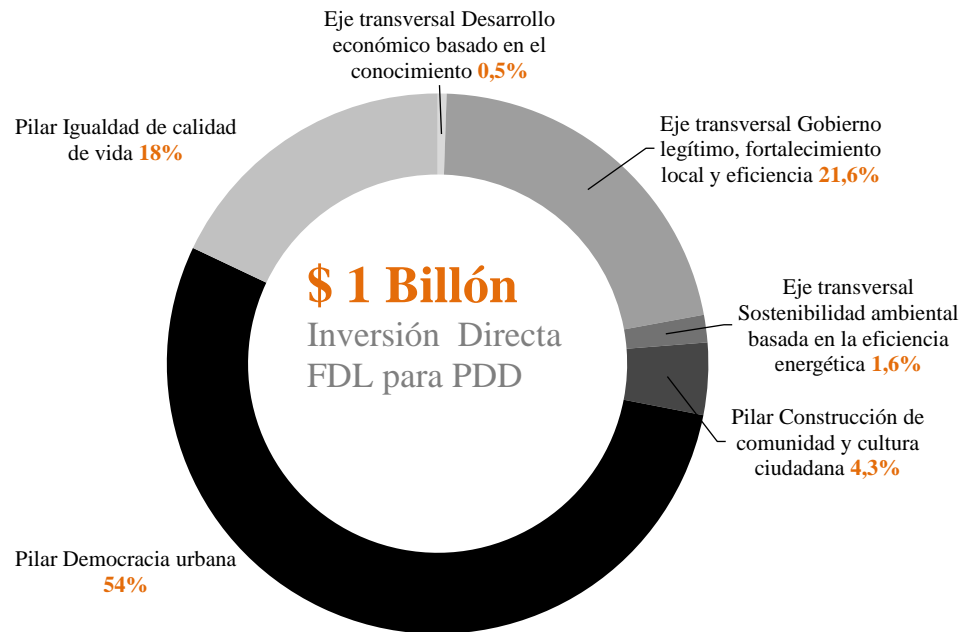 Eje transversal Desarrollo
económico basado en el
conocimiento 0,5%
Eje transversal Gobierno
legítimo, fortalecimiento
local y eficiencia 21,6%
Eje transversal
Sostenibilidad ambiental
basada en la eficiencia
energética 1,6%
Pilar Construcción de
comunidad y cultura
ciudadana 4,3%
Pilar Democracia urbana
54%
Pilar Igualdad de calidad
de vida 18%
$ 1 Billón
Inversión Directa
FDL para PDD